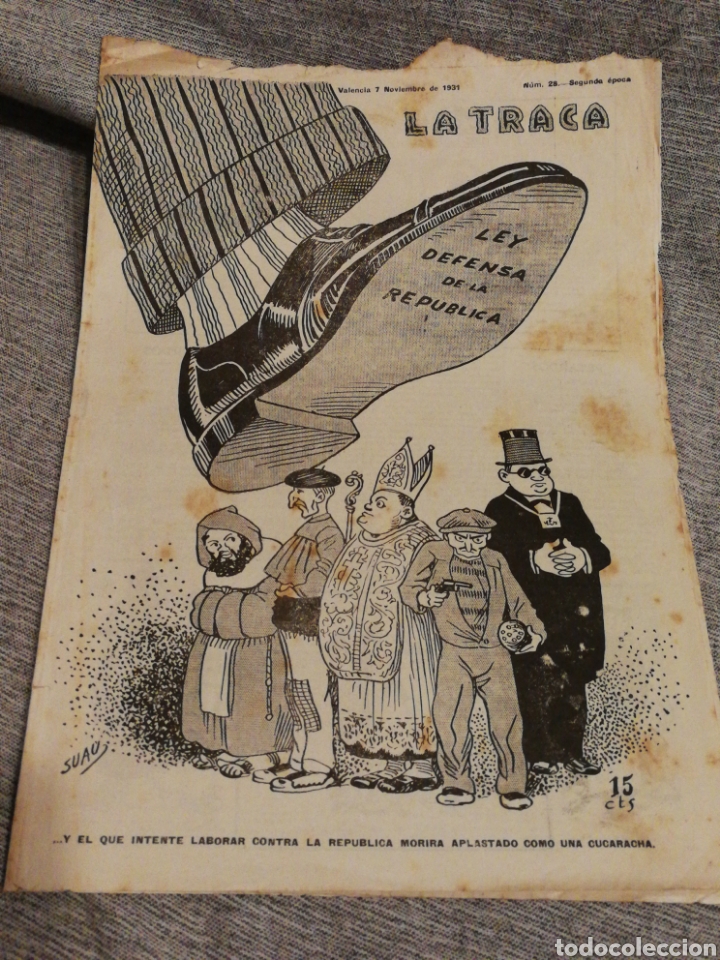 Valencia 7 Noviembre de 1931
Núm. 28.—Segunda época
LA TRACA
LEY
DEFENSA
DE LA
REPUBLICA
SUAU
15
cts
...Y EL QUE INTENTE LABORAR CONTRA LA REPUBLICA MORIRA APLASTADO COMO UNA CUCARACHA.
todocoleccion.net